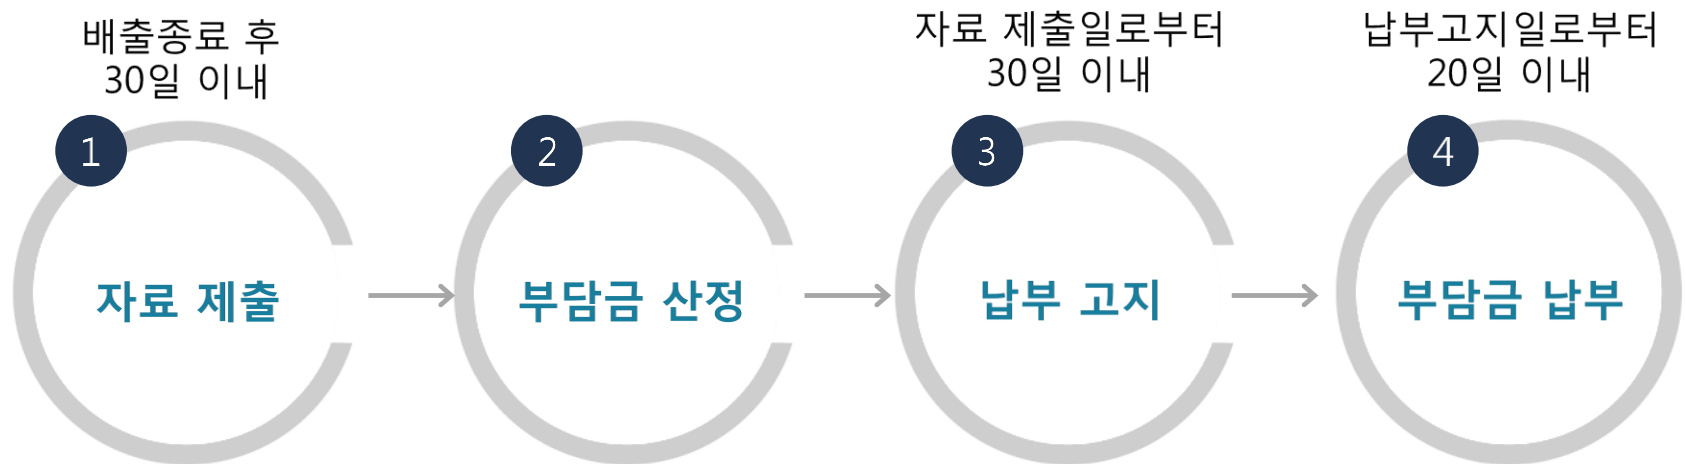 배출종료 후
30일 이내
1
자료 제출
2
부담금 산정
자료 제출일로부터
30일 이내
3
납부 고지
납부고지일로부터
20일 이내
4
부담금 납부